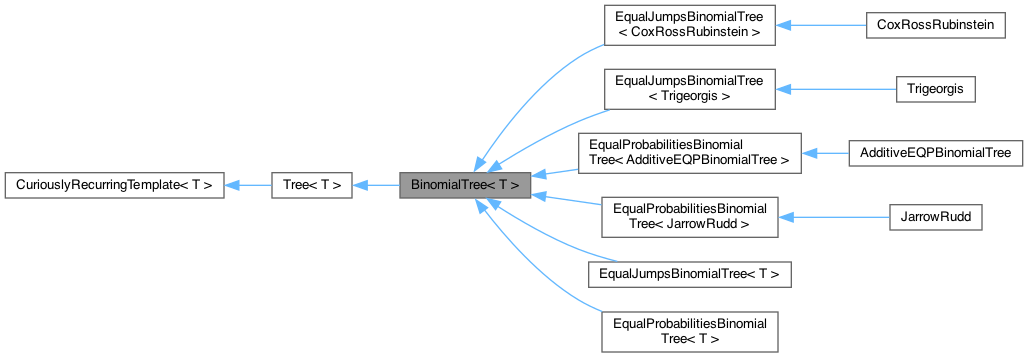 EqualJumpsBinomialTree
< CoxRossRubinstein >
CoxRossRubinstein
EqualJumpsBinomialTree
< Trigeorgis >
Trigeorgis
EqualProbabilitiesBinomial
Tree< AdditiveEQPBinomialTree >
AdditiveEQPBinomialTree
CuriouslyRecurringTemplate< T >
Tree< T >
BinomialTree< T >
EqualProbabilitiesBinomial
Tree< JarrowRudd >
JarrowRudd
EqualJumpsBinomialTree< T >
EqualProbabilitiesBinomial
Tree< T >